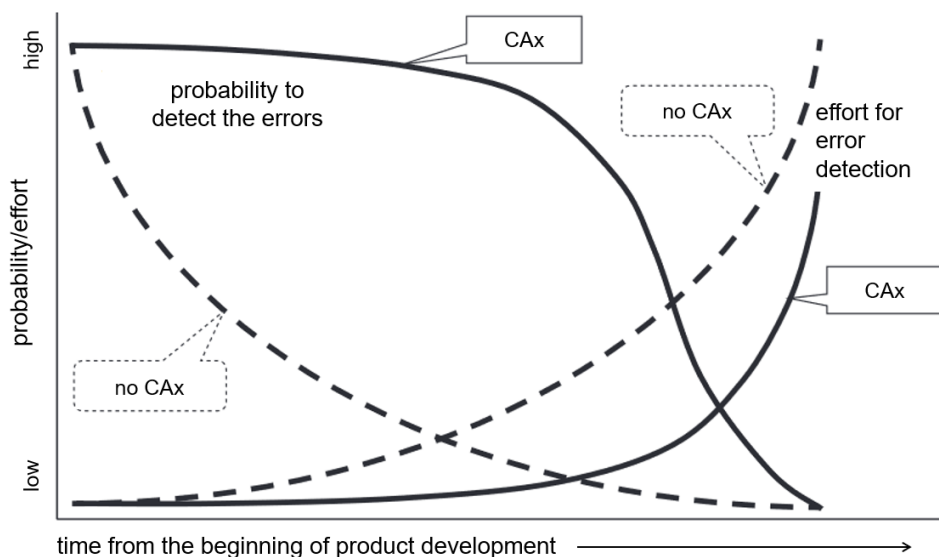 high
CAx
probability to
detect the errors
no CAx
effort for
error
detection
probability/effort
CAx
no CAx
low
time from the beginning of product development